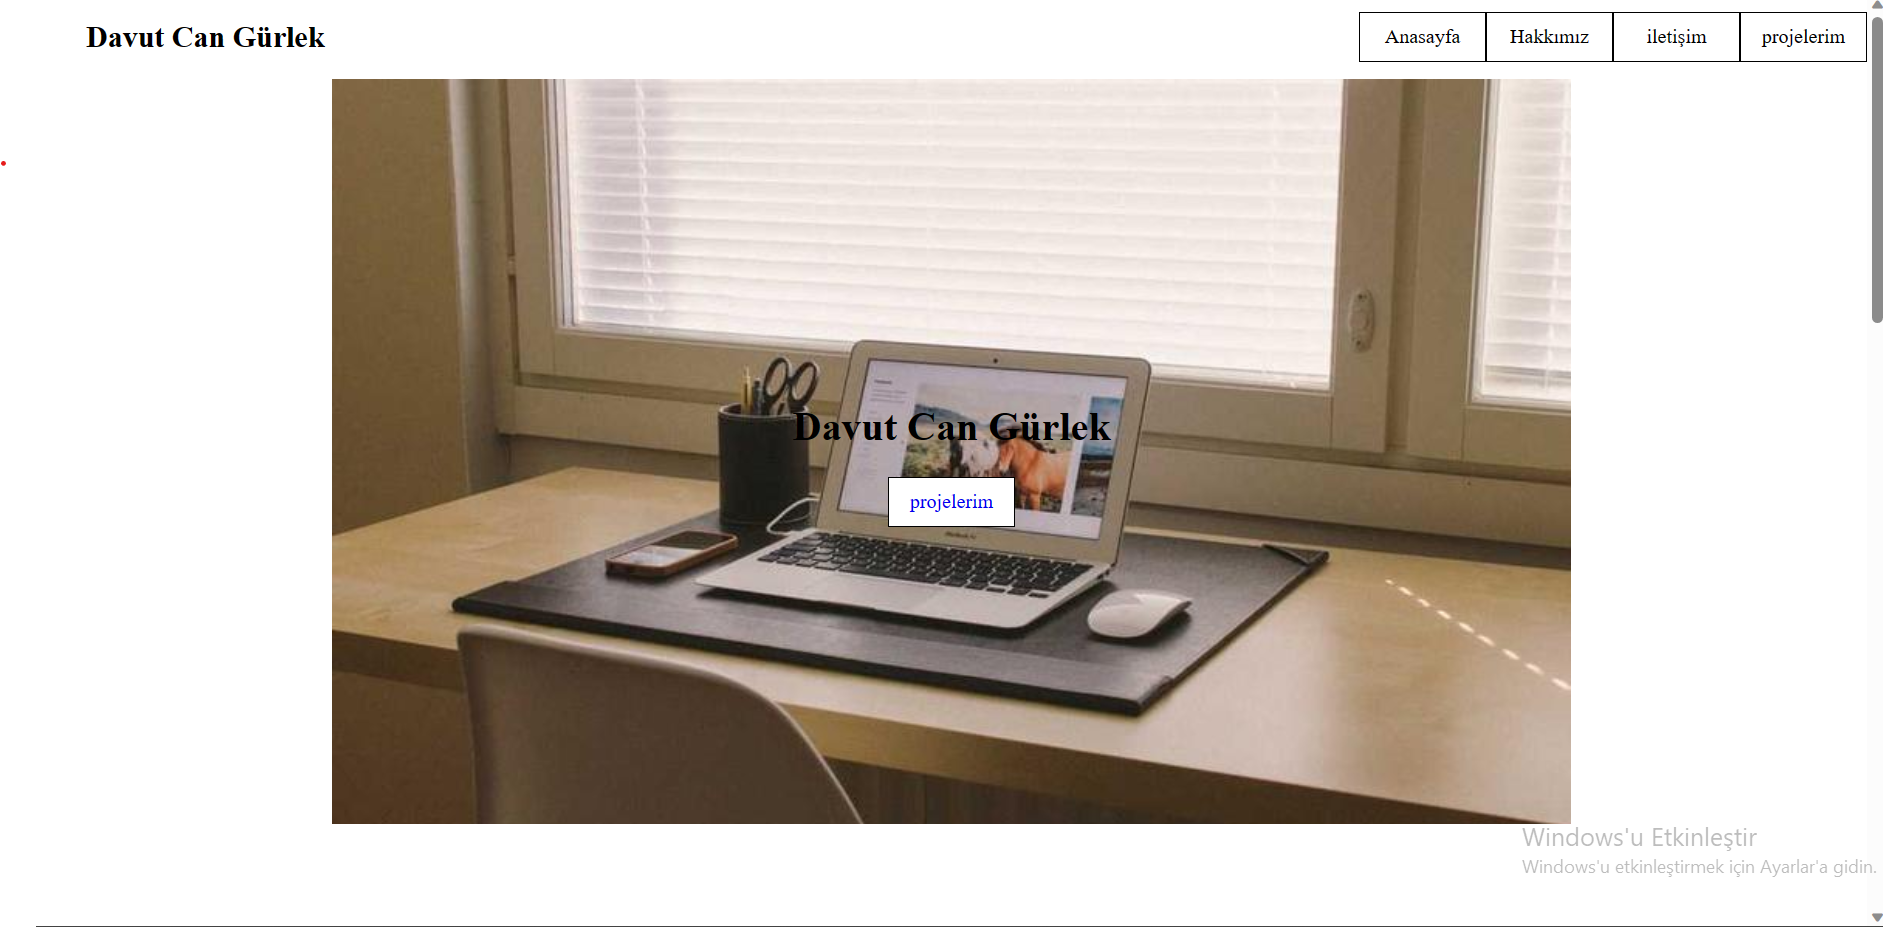 Davut Can Gürlek
Anasayfa
Hakkımız
iletişim
projelerim
Davut Can Gürlek
projelerim
Windows'u Etkinleştir
Windows'u etkinleştirmek için Ayarlar'a gidin.